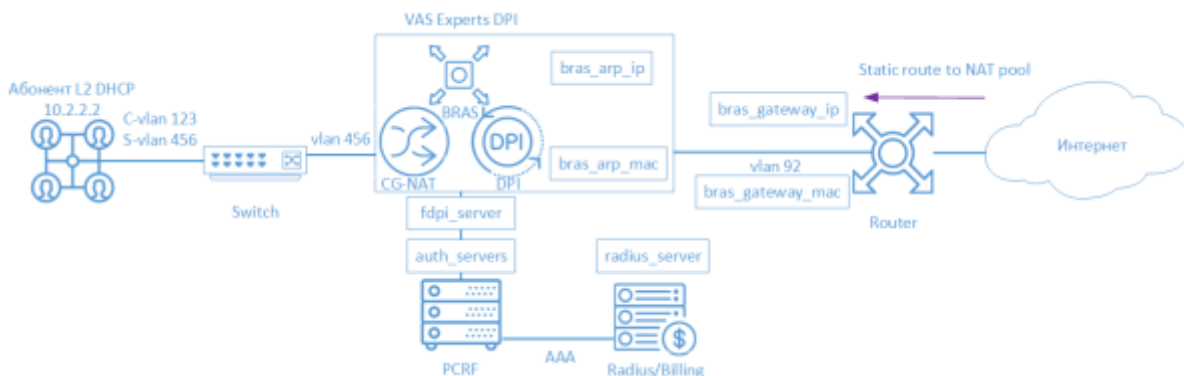 VAS Experts DPI
Абонент L2 DHCP
10.2.2.2
C-vlan 123
S-vlan 456
Switch
vlan 456
BRAS
CG-NAT
DPI
DPI
bras_arp_ip
bras_arp_mac
fdpi_server
auth_servers
PCRF
AAA
radius_server
$
Radius/Billing
Static route to NAT pool
bras_gateway_ip
vlan 92
bras_gateway_mac
Router
Интернет